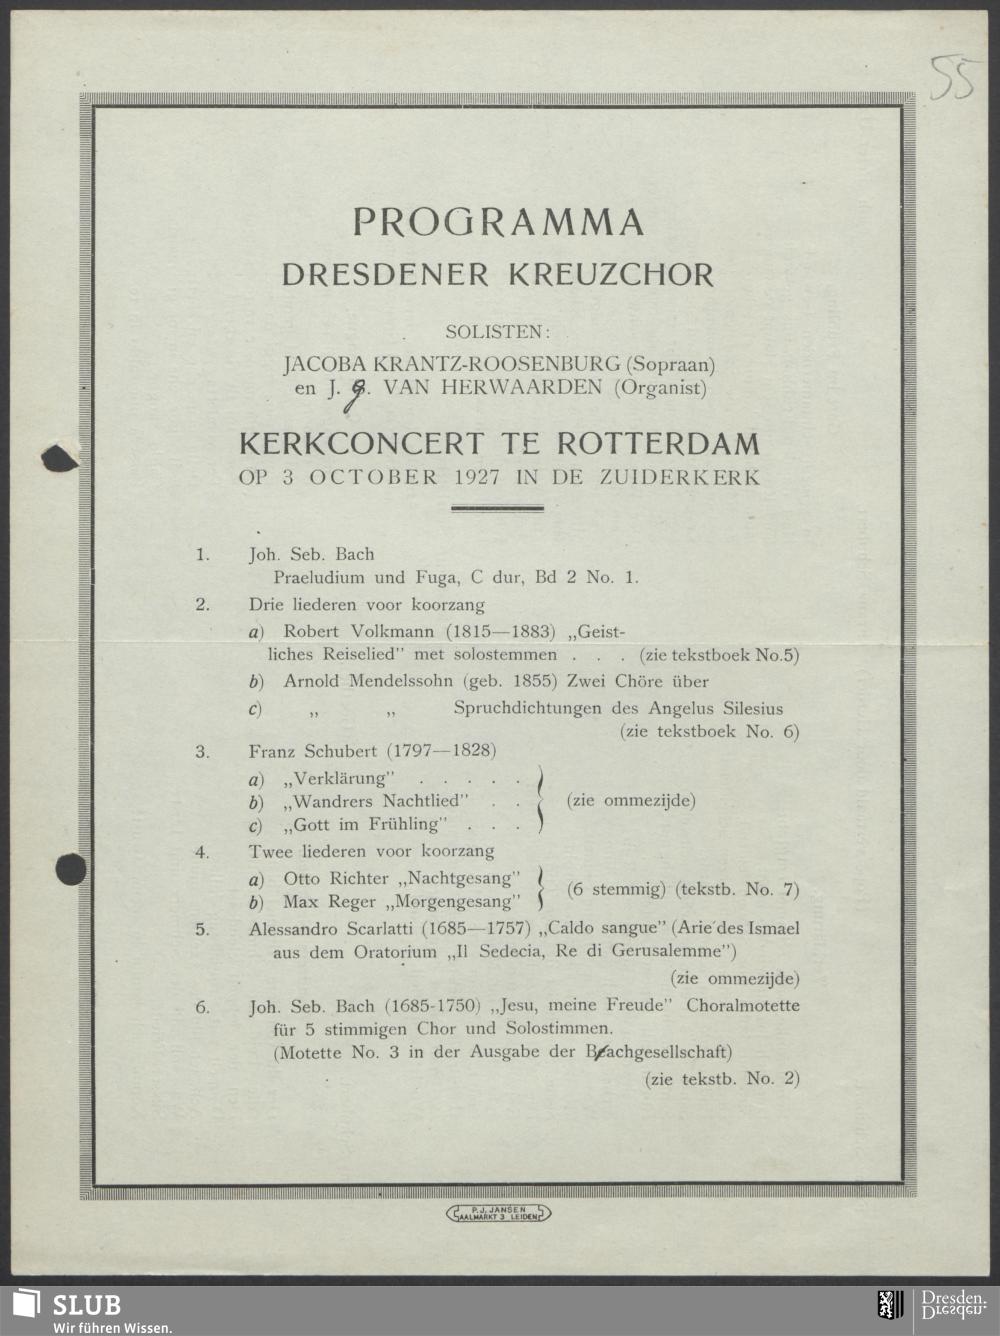 55
PROGRAMMA
DRESDENER KREUZCHOR
SOLISTEN:
JACOBA KRANTZ-ROOSENBURG (Sopraan)
en J. g. VAN HERWAARDEN (Organist)
KERKCONCERT TE ROTTERDAM
OP 3 OCTOBER 1927 IN DE ZUIDERKERK
1. Joh. Seb. Bach
Praeludium und Fuga, C dur, Bd 2 No. 1.
2. Drie liederen voor koorzang
a) Robert Volkmann (1815—1883) „Geist-
liches Reiselied” met solostemmen . . . (zie tekstboek No.5)
b) Arnold Mendelssohn (geb. 1855) Zwei Chöre über
c) „ „ Spruchdichtungen des Angelus Silesius
(zie tekstboek No. 6)
3. Franz Schubert (1797—1828)
a) „Verklärung” . . . . .
b) „Wandrers Nachtlied” . . (zie ommezijde)
c) „Gott im Frühling” . . .
4. Twee liederen voor koorzang
a) Otto Richter „Nachtgesang”
(6 stemmig) (tekstb. No. 7)
b) Max Reger „Morgengesang”
5. Alessandro Scarlatti (1685—1757) „Caldo sangue” (Arie des Ismael
aus dem Oratorium „Il Sedecia, Re di Gerusalemme”)
(zie ommezijde)
6. Joh. Seb. Bach (1685-1750) „Jesu, meine Freude” Choralmotette
für 5 stimmigen Chor und Solostimmen.
(Motette No. 3 in der Ausgabe der Bachgesellschaft)
(zie tekstb. No. 2)
P. J. JANSEN
AALMARKT 3 LEIDEN
SLUB
Wir führen Wissen.
Dresden.
Dresden.